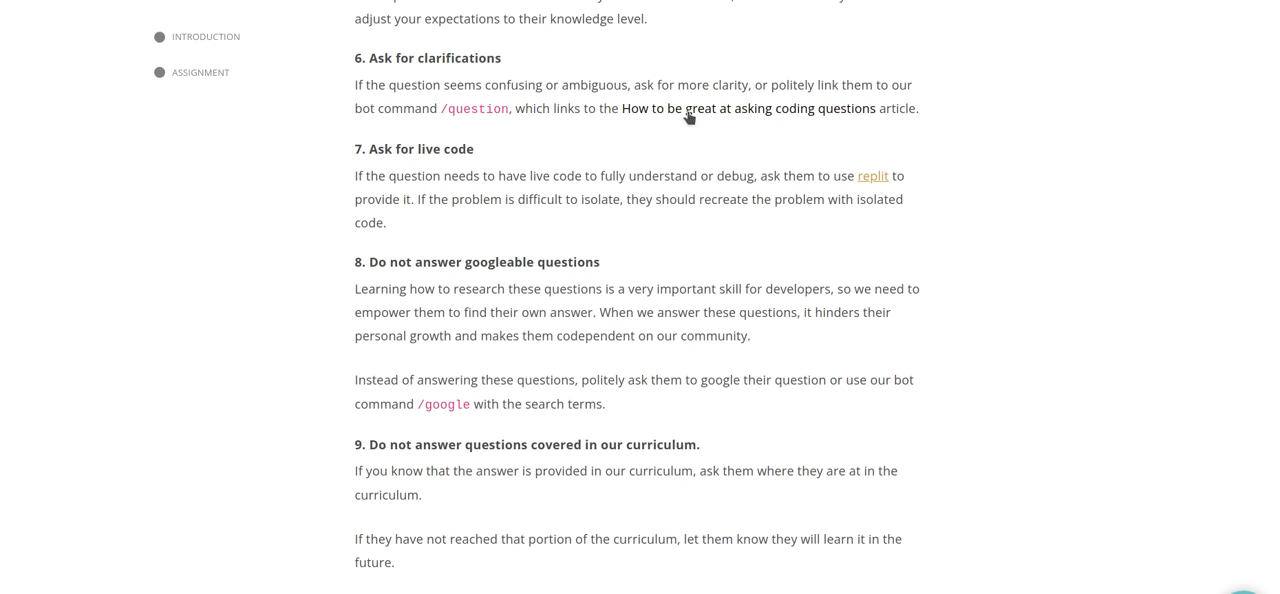 adjust your expectations to their knowledge level.
INTRODUCTION
ASSIGNMENT
6. Ask for clarifications
If the question seems confusing or ambiguous, ask for more clarity, or politely link them to our
bot command /question, which links to the How to be great at asking coding questions article.
7. Ask for live code
If the question needs to have live code to fully understand or debug, ask them to use replit to
provide it. If the problem is difficult to isolate, they should recreate the problem with isolated
code.
8. Do not answer googleable questions
Learning how to research these questions is a very important skill for developers, so we need to
empower them to find their own answer. When we answer these questions, it hinders their
personal growth and makes them codependent on our community.
Instead of answering these questions, politely ask them to google their question or use our bot
command /google with the search terms.
9. Do not answer questions covered in our curriculum.
If you know that the answer is provided in our curriculum, ask them where they are at in the
curriculum.
If they have not reached that portion of the curriculum, let them know they will learn it in the
future.